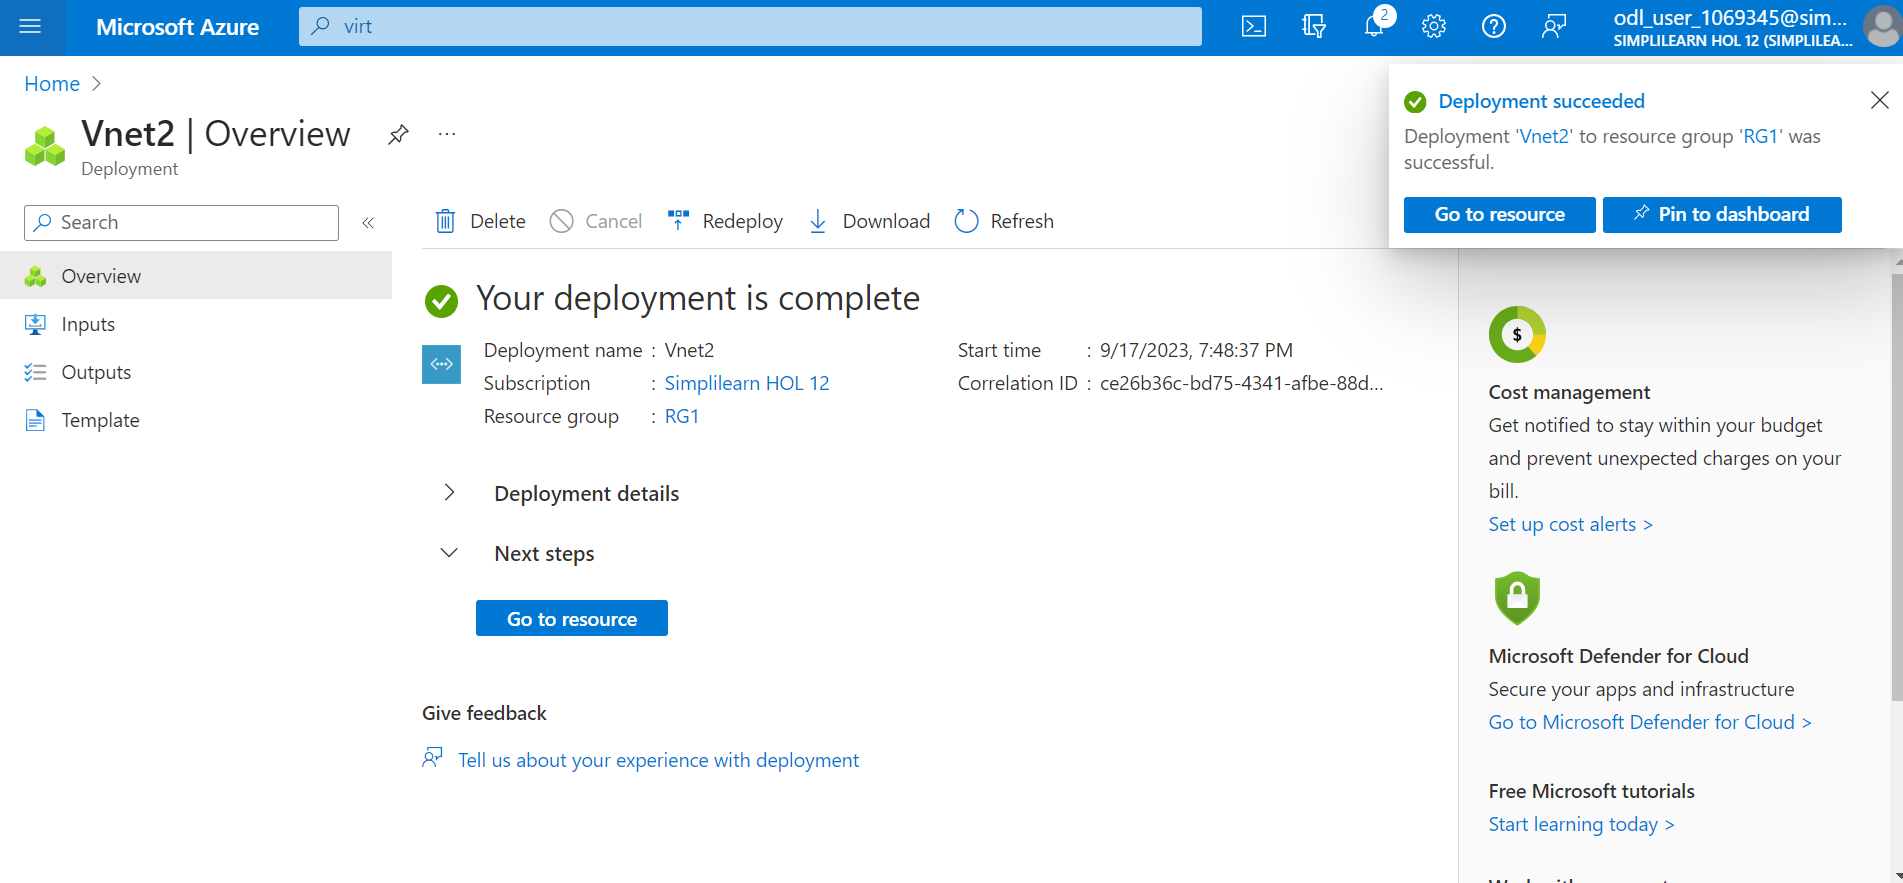 Microsoft Azure
virt
2
odl_user_1069345@sim...
SIMPLILEARN HOL 12 (SIMPLILEA...
Home
Vnet2 | Overview
...
Deployment
Deployment succeeded
Deployment 'Vnet2' to resource group 'RG1' was
successful.
Go to resource
Pin to dashboard
Search
«
Overview
Inputs
Outputs
Template
Delete
Cancel
Redeploy
Download
Refresh
Your deployment is complete
Deployment name : Vnet2
Subscription : Simplilearn HOL 12
Resource group : RG1
Start time : 9/17/2023, 7:48:37 PM
Correlation ID : ce26b36c-bd75-4341-afbe-88d...
Deployment details
Next steps
Go to resource
Give feedback
Tell us about your experience with deployment
$
Cost management
Get notified to stay within your budget
and prevent unexpected charges on your
bill.
Set up cost alerts >
Microsoft Defender for Cloud
Secure your apps and infrastructure
Go to Microsoft Defender for Cloud >
Free Microsoft tutorials
Start learning today >